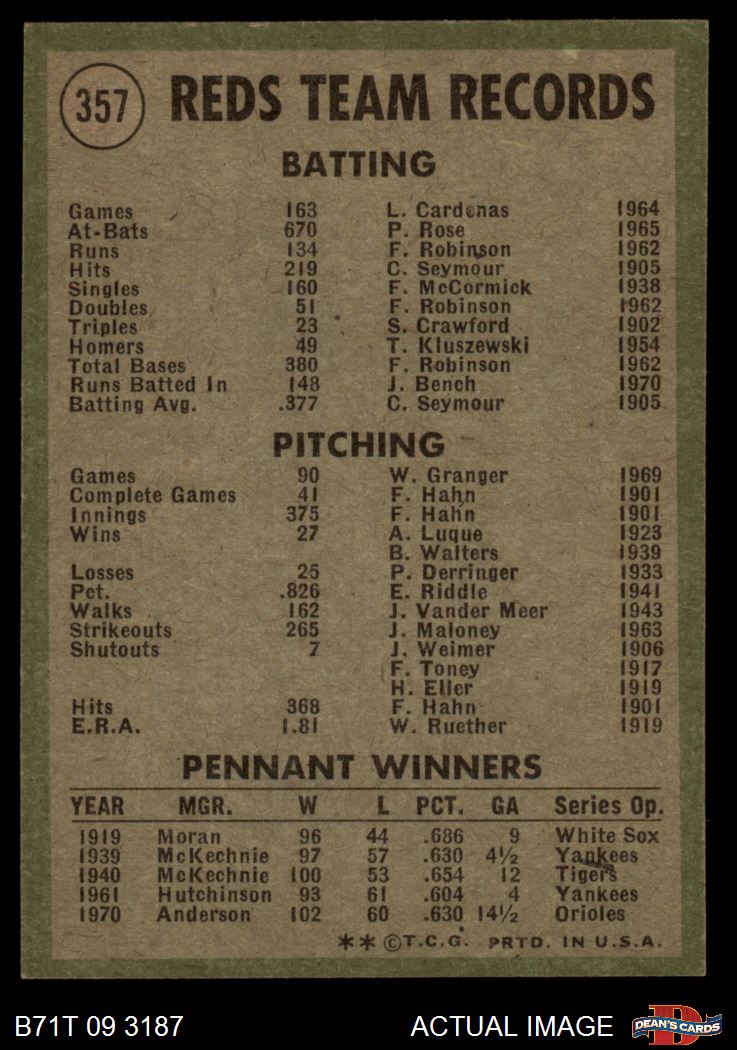 357 REDS TEAM RECORDS
BATTING
Games 163 L. Cardenas 1964
At-Bats 670 P. Rose 1965
Runs 134 F. Robinson 1962
Hits 219 C. Seymour 1905
Singles 160 F. McCormick 1938
Doubles 51 F. Robinson 1962
Triples 23 S. Crawford 1902
Homers 49 T. Kluszewski 1954
Total Bases 380 F. Robinson 1962
Runs Batted In 148 J. Bench 1970
Batting Avg. .377 C. Seymour 1905
PITCHING
Games 90 W. Granger 1969
Complete Games 41 F. Hahn 1901
Innings 375 F. Hahn 1901
Wins 27 A. Luque 1923
B. Walters 1939
Losses 25 P. Derringer 1933
Pct. .826 E. Riddle 1941
Walks 162 J. Vander Meer 1943
Strikeouts 265 J. Maloney 1963
Shutouts 7 J. Weimer 1906
F. Toney 1917
H. Eller 1919
Hits 368 F. Hahn 1901
E.R.A. 1.81 W. Ruether 1919
PENNANT WINNERS
YEAR MGR. W L PCT. GA Series Op.
1919 Moran 96 44 .686 9 White Sox
1939 McKechnie 97 57 .630 4½ Yankees
1940 McKechnie 100 53 .654 12 Tigers
1961 Hutchinson 93 61 .604 4 Yankees
1970 Anderson 102 60 .630 14½ Orioles
** ©T.C.G. PRTD. IN U.S.A.
B71T 09 3187 ACTUAL IMAGE DEAN'S CARDS